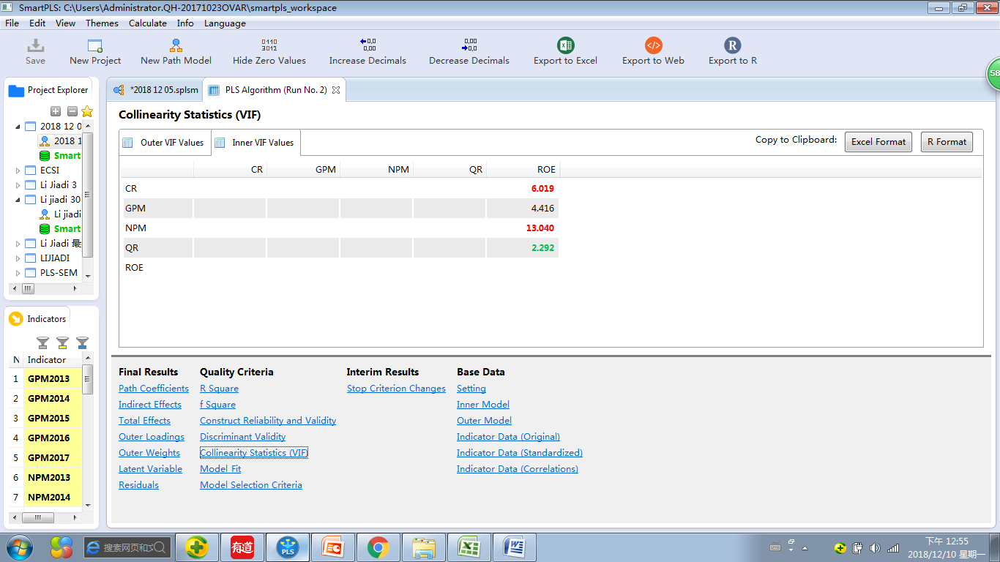 SmartPLS: C:\Users\Administrator.QH-20171023OVAR\smartpls_workspace
File Edit View Themes Calculate Info Language
Save New Project New Path Model Hide Zero Values Increase Decimals Decrease Decimals Export to Excel Export to Web Export to R
58
Project Explorer
2018 12 0
2018 1
Smart
ECSI
Li Jiadi 3
Li jiadi 30
Li jiadi
Smart
Li Jiadi 最
LIJIADI
PLS-SEM
Indicators
N Indicator
1 GPM2013
2 GPM2014
3 GPM2015
4 GPM2016
5 GPM2017
6 NPM2013
7 NPM2014
*2018 12 05.splsm PLS Algorithm (Run No. 2)
Collinearity Statistics (VIF)
Outer VIF Values Inner VIF Values Copy to Clipboard: Excel Format R Format
CR GPM NPM QR ROE
CR 6.019
GPM 4.416
NPM 13.040
QR 2.292
ROE
Final Results Quality Criteria Interim Results Base Data
Path Coefficients R Square Stop Criterion Changes Setting
Indirect Effects f Square Inner Model
Total Effects Construct Reliability and Validity Outer Model
Outer Loadings Discriminant Validity Indicator Data (Original)
Outer Weights Collinearity Statistics (VIF) Indicator Data (Standardized)
Latent Variable Model Fit Indicator Data (Correlations)
Residuals Model Selection Criteria
搜索网页和文 有道 PLS
下午 12:55
2018/12/10 星期一